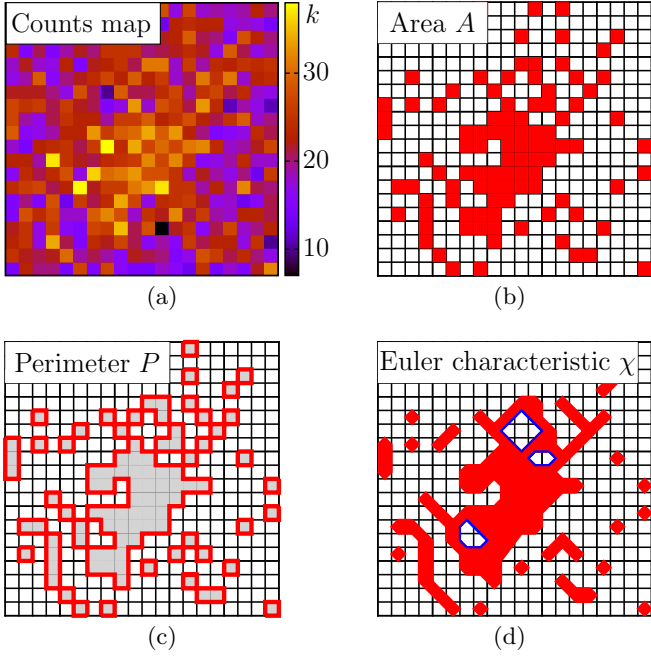 Counts map
k
30
20
10
(a)
Area A
(b)
Perimeter P
(c)
Euler characteristic χ
(d)